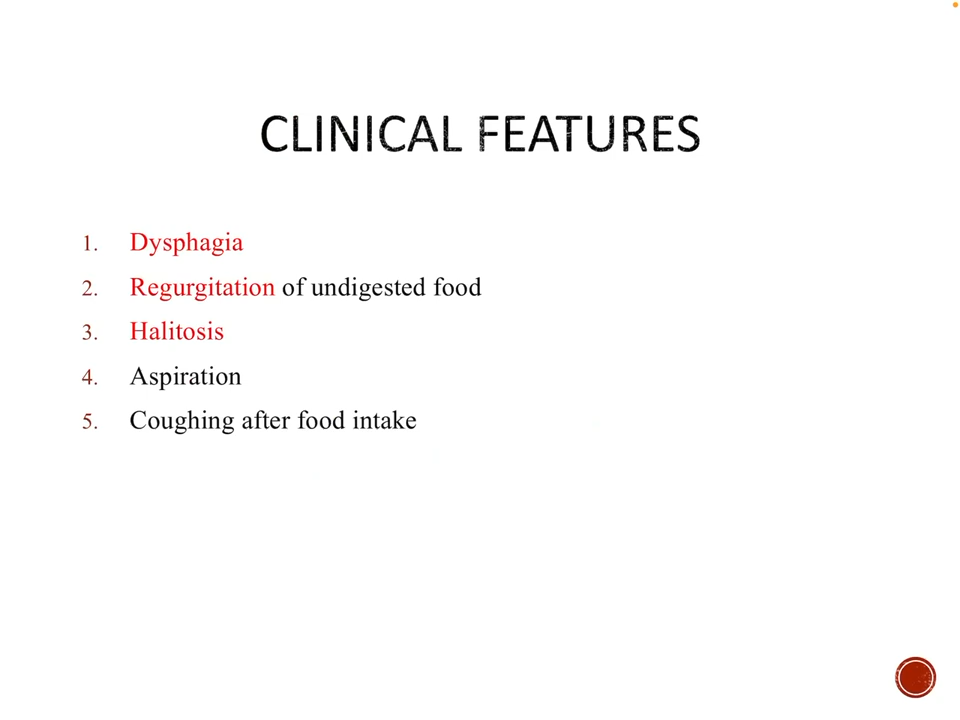 CLINICAL FEATURES
1. Dysphagia
2. Regurgitation of undigested food
3. Halitosis
4. Aspiration
5. Coughing after food intake